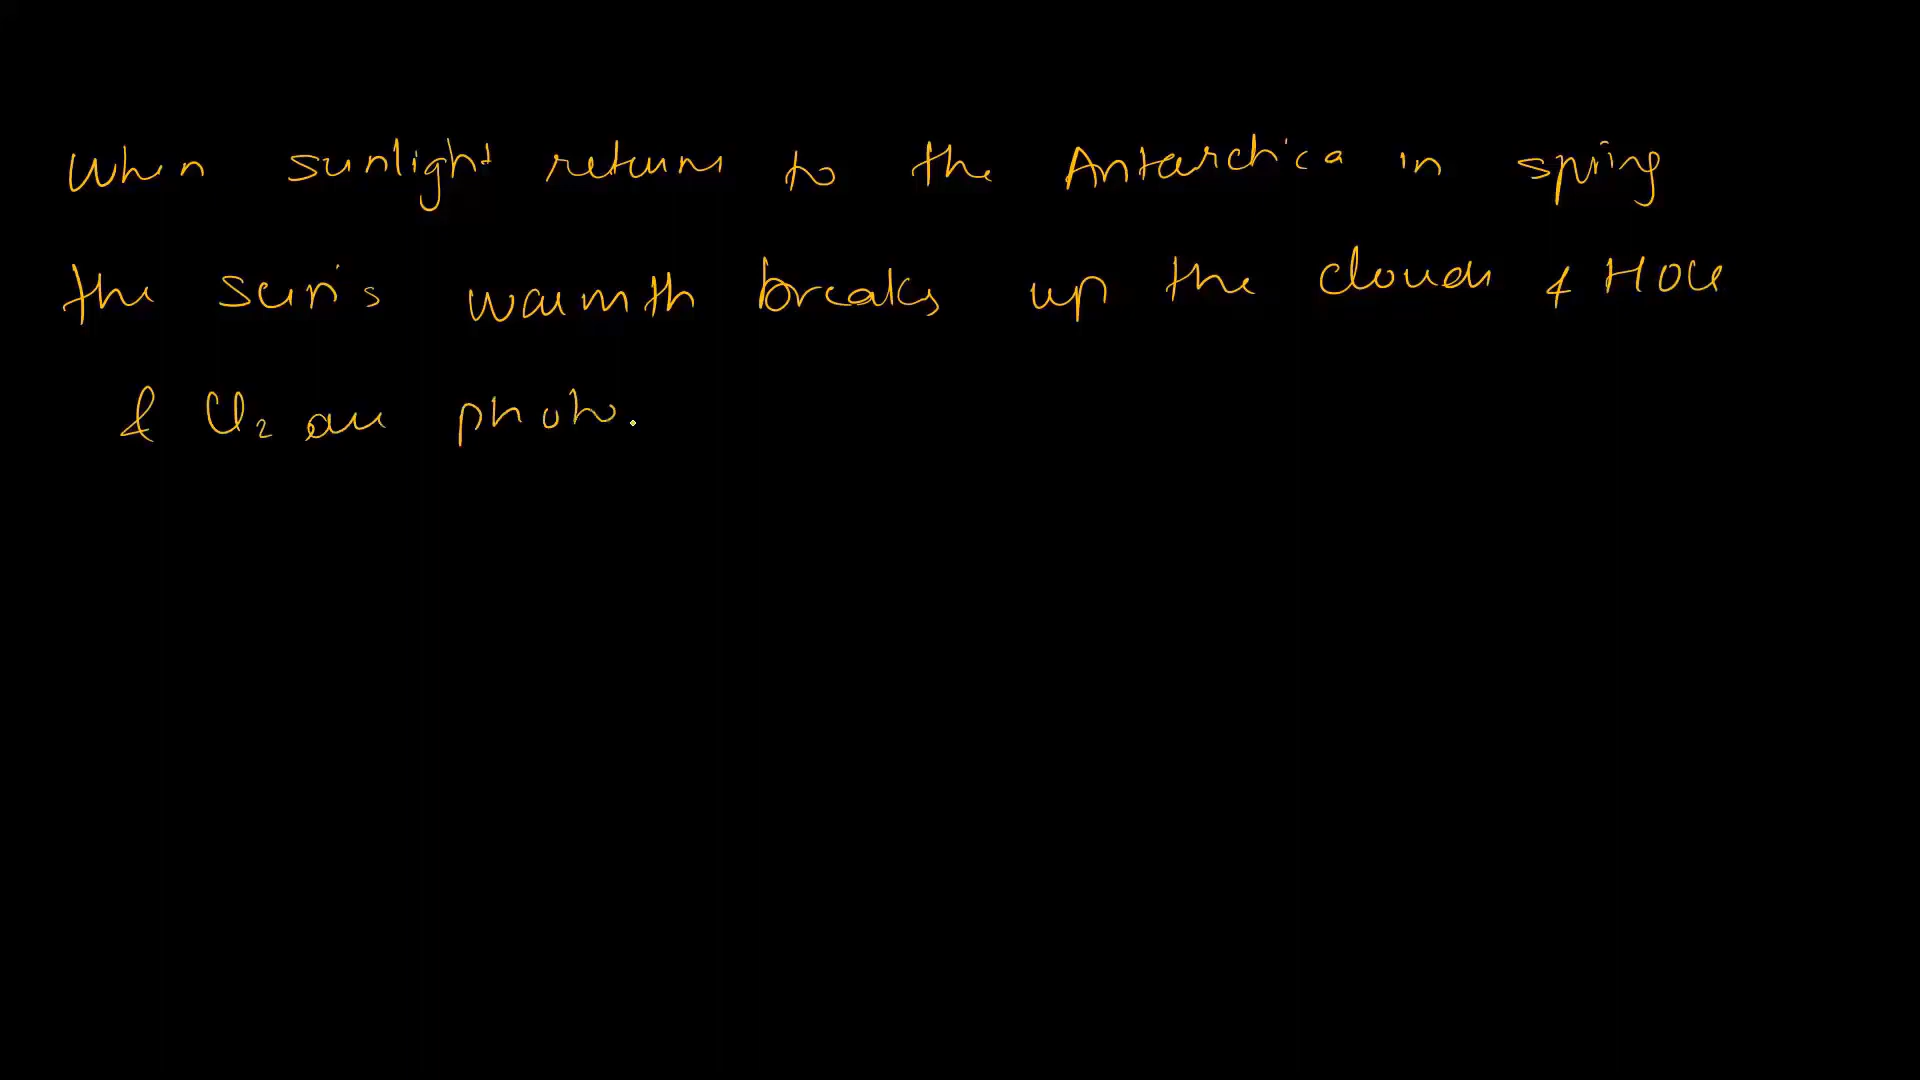 When sunlight returns to the Antarctica in spring
the sun's warmth breaks up the clouds & HOCl
& Cl₂ are photo.